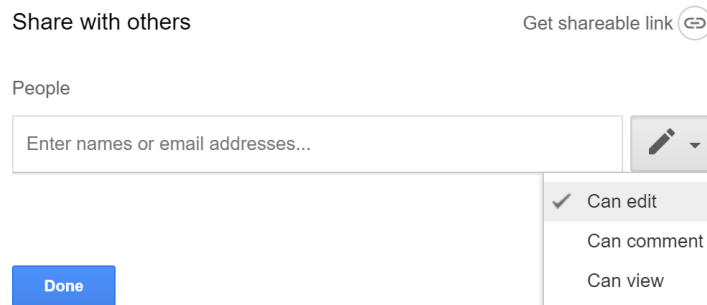 Share with others
Get shareable link
People
Enter names or email addresses...
Can edit
Can comment
Can view
Done